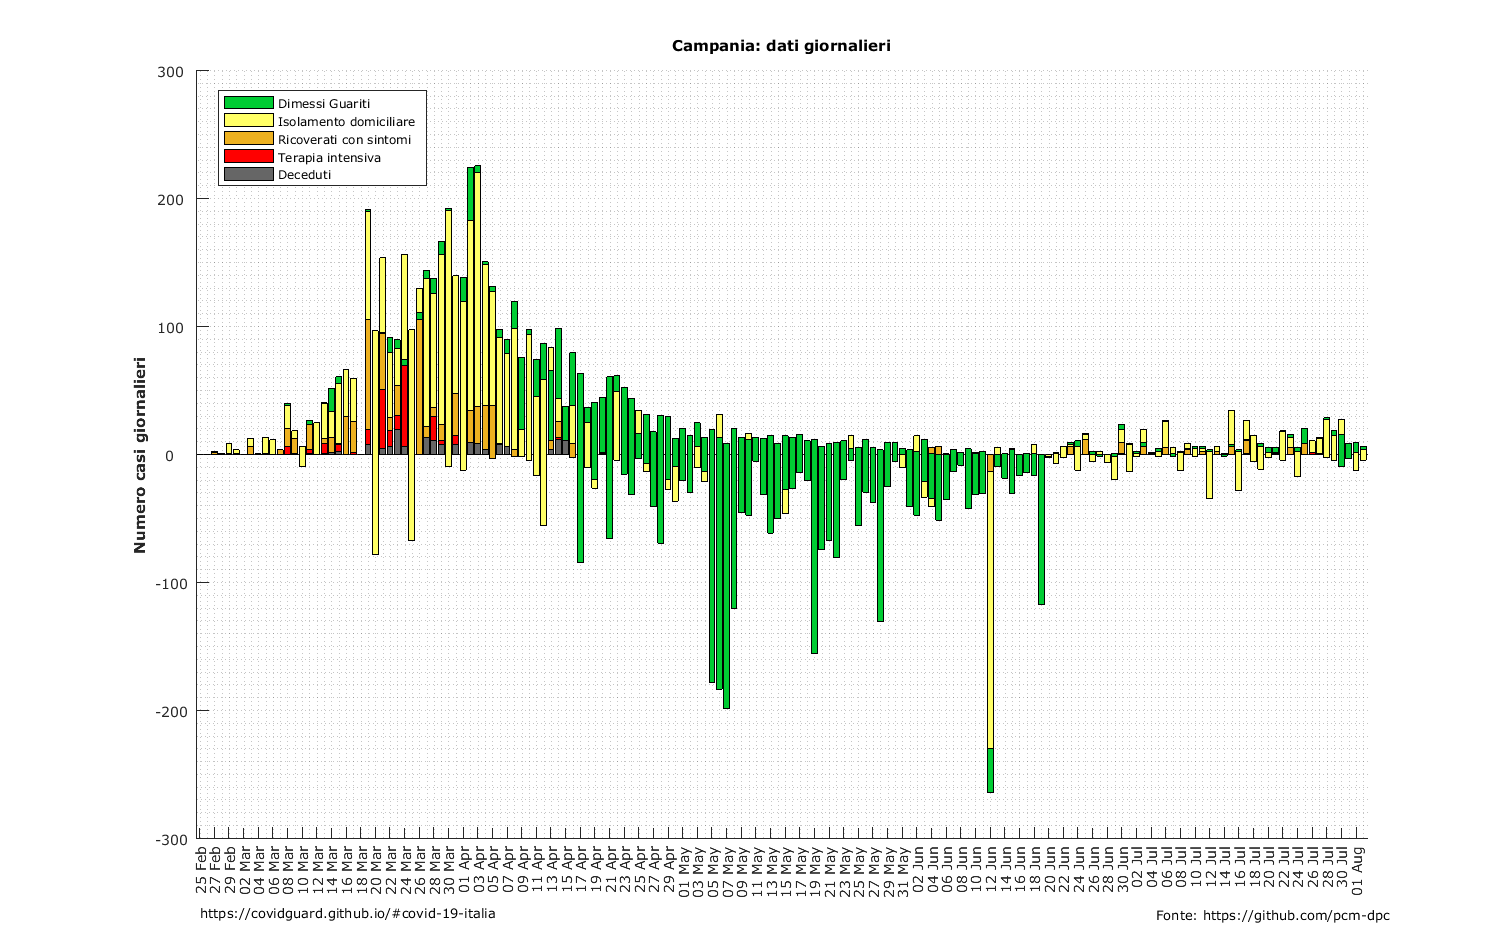 Campania: dati giornalieri
300
200
100
0
-100
-200
-300
Numero casi giornalieri
Dimessi Guariti
Isolamento domiciliare
Ricoverati con sintomi
Terapia intensiva
Deceduti
25 Feb
27 Feb
29 Feb
02 Mar
04 Mar
06 Mar
08 Mar
10 Mar
12 Mar
14 Mar
16 Mar
18 Mar
20 Mar
22 Mar
24 Mar
26 Mar
28 Mar
30 Mar
01 Apr
03 Apr
05 Apr
07 Apr
09 Apr
11 Apr
13 Apr
15 Apr
17 Apr
19 Apr
21 Apr
23 Apr
25 Apr
27 Apr
29 Apr
01 May
03 May
05 May
07 May
09 May
11 May
13 May
15 May
17 May
19 May
21 May
23 May
25 May
27 May
29 May
31 May
02 Jun
04 Jun
06 Jun
08 Jun
10 Jun
12 Jun
14 Jun
16 Jun
18 Jun
20 Jun
22 Jun
24 Jun
26 Jun
28 Jun
30 Jun
02 Jul
04 Jul
06 Jul
08 Jul
10 Jul
12 Jul
14 Jul
16 Jul
18 Jul
20 Jul
22 Jul
24 Jul
26 Jul
28 Jul
30 Jul
01 Aug
https://covidguard.github.io/#covid-19-italia
Fonte: https://github.com/pcm-dpc